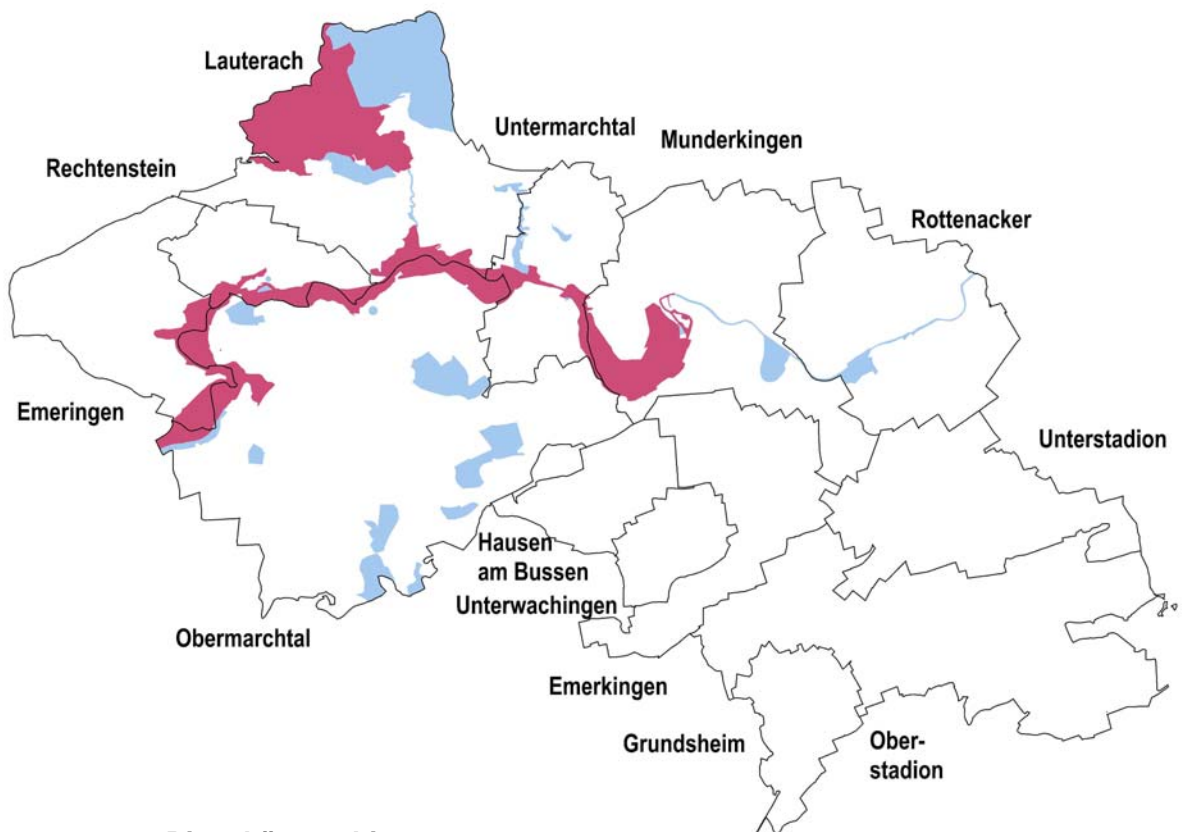 Lauterach
Untermarchtal
Munderkingen
Rechtenstein
Rottenacker
Emeringen
Unterstadion
Hausen
am Bussen
Unterwachingen
Obermarchtal
Emerkingen
Grundsheim
Ober-
stadion